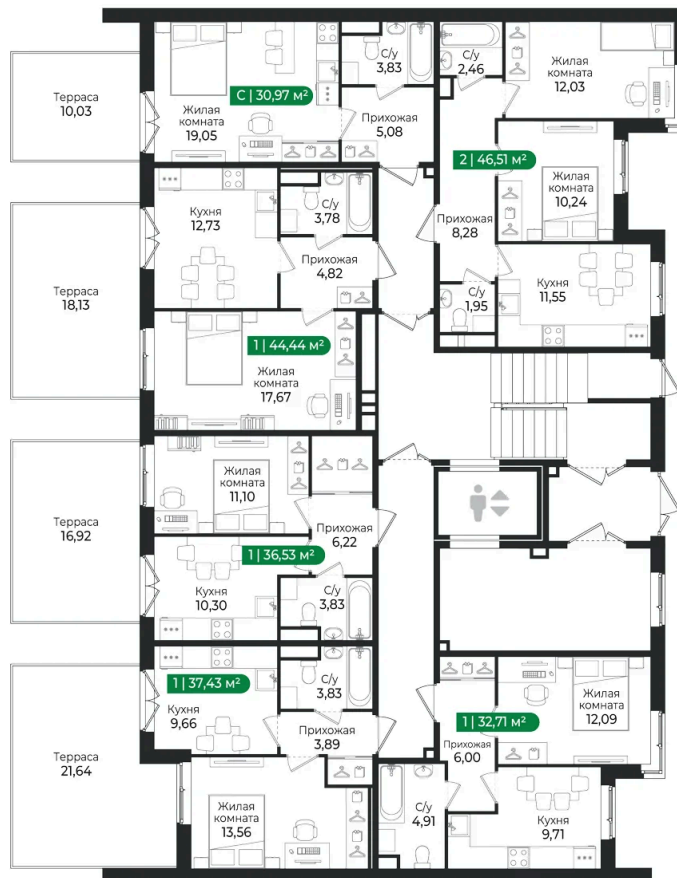 Терраса
10,03
С | 30,97 м²
Жилая
комната
19,05
С/у
3,83
Прихожая
5,08
С/у
2,46
Жилая
комната
12,03
2 | 46,51 м²
Жилая
комната
10,24
Прихожая
8,28
С/у
1,95
Кухня
11,55
Терраса
18,13
Кухня
12,73
С/у
3,78
Прихожая
4,82
1 | 44,44 м²
Жилая
комната
17,67
Терраса
16,92
Жилая
комната
11,10
Прихожая
6,22
1 | 36,53 м²
Кухня
10,30
С/у
3,83
Терраса
21,64
1 | 37,43 м²
Кухня
9,66
С/у
3,83
Прихожая
3,89
Жилая
комната
13,56
Жилая
комната
12,09
1 | 32,71 м²
Прихожая
6,00
С/у
4,91
Кухня
9,71